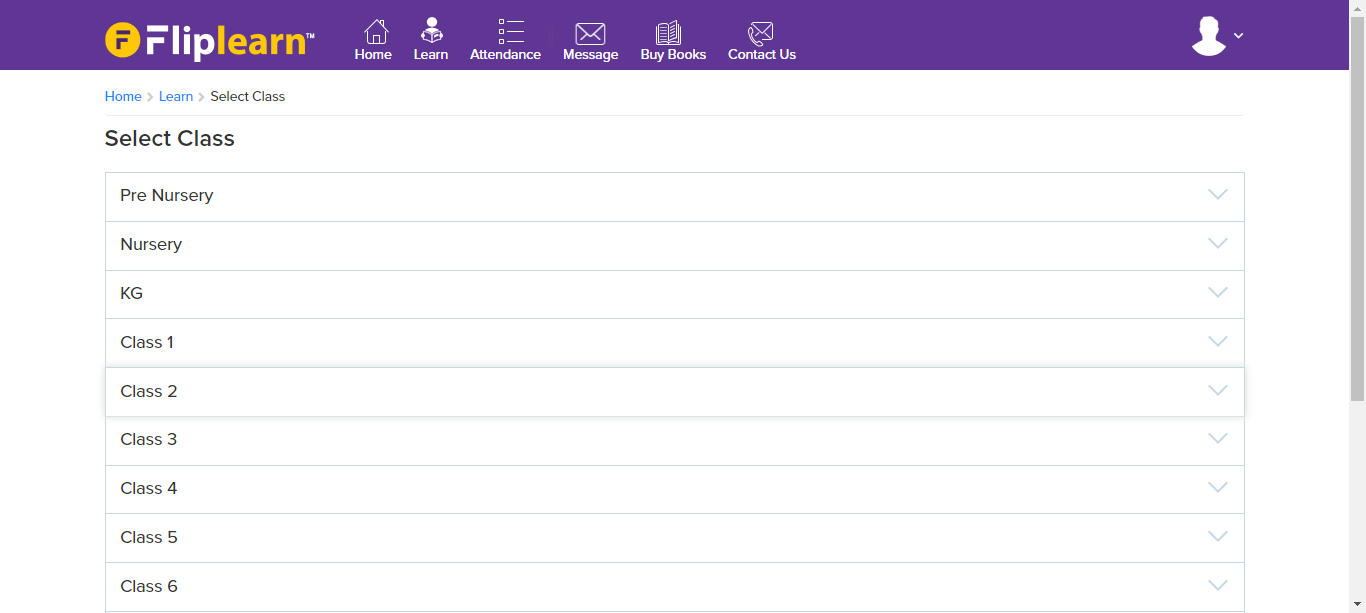 F Fliplearn™
Home Learn Attendance Message Buy Books Contact Us
Home > Learn > Select Class
Select Class
Pre Nursery
Nursery
KG
Class 1
Class 2
Class 3
Class 4
Class 5
Class 6